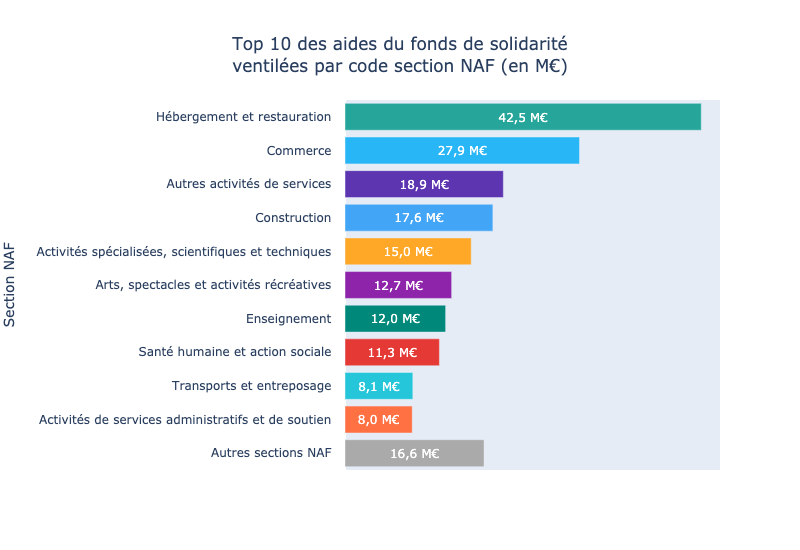 Top 10 des aides du fonds de solidarité
ventilées par code section NAF (en M€)
Section NAF
Hébergement et restauration 42,5 M€
Commerce 27,9 M€
Autres activités de services 18,9 M€
Construction 17,6 M€
Activités spécialisées, scientifiques et techniques 15,0 M€
Arts, spectacles et activités récréatives 12,7 M€
Enseignement 12,0 M€
Santé humaine et action sociale 11,3 M€
Transports et entreposage 8,1 M€
Activités de services administratifs et de soutien 8,0 M€
Autres sections NAF 16,6 M€